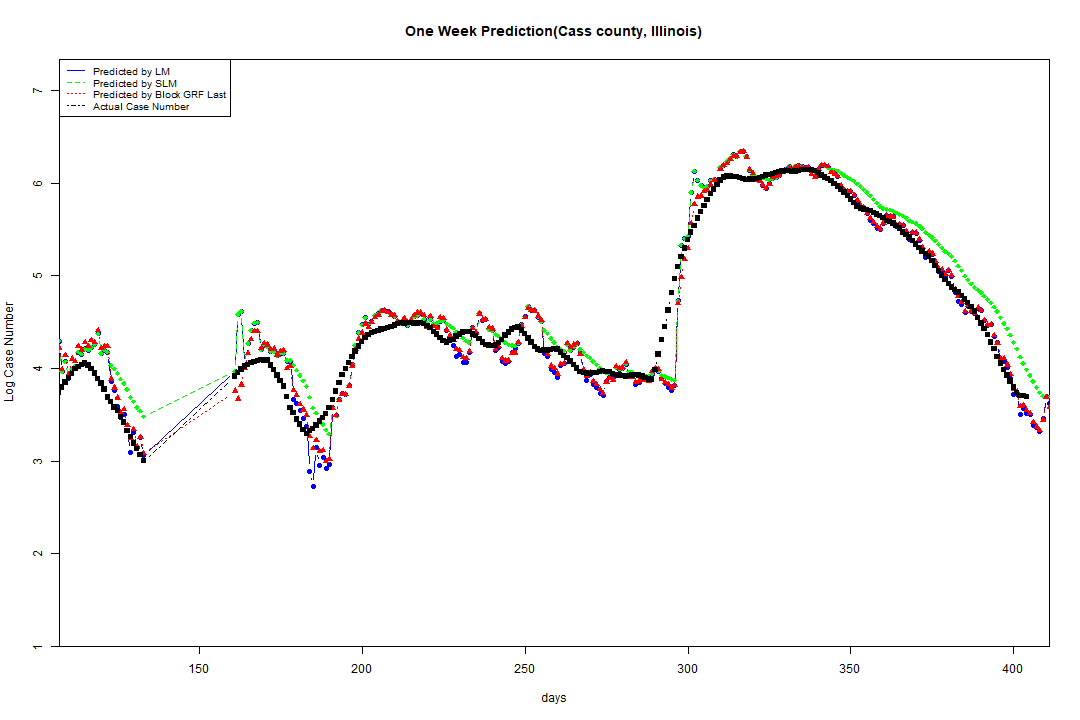 One Week Prediction(Cass county, Illinois)
Predicted by LM
Predicted by SLM
Predicted by Block GRF Last
Actual Case Number
Log Case Number
7
6
5
4
3
2
1
150 200 250 300 350 400
days